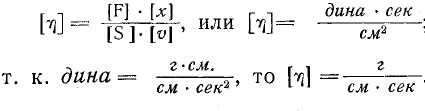 [η] = [F] · [x] / [S] · [v], или [η] = дина · сек / см²;
т. к. дина = г · см. / см · сек², то [η] = г / см · сек.